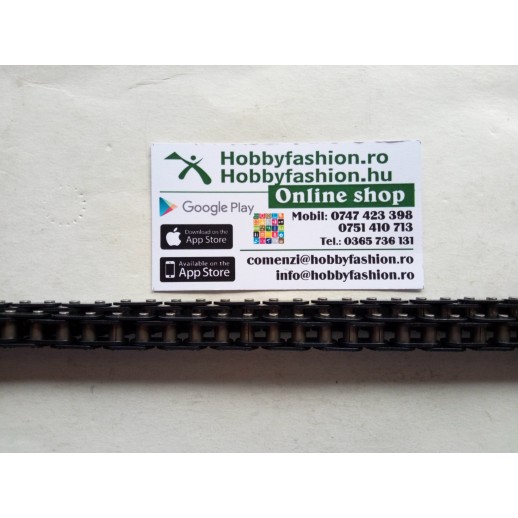 Hobbyfashion.ro
Hobbyfashion.hu
Online shop
Google Play
Mobil: 0747 423 398
0751 410 713
Tel.: 0365 736 131
Download on the
App Store
Available on the
App Store
comenzi@hobbyfashion.ro
info@hobbyfashion.ro